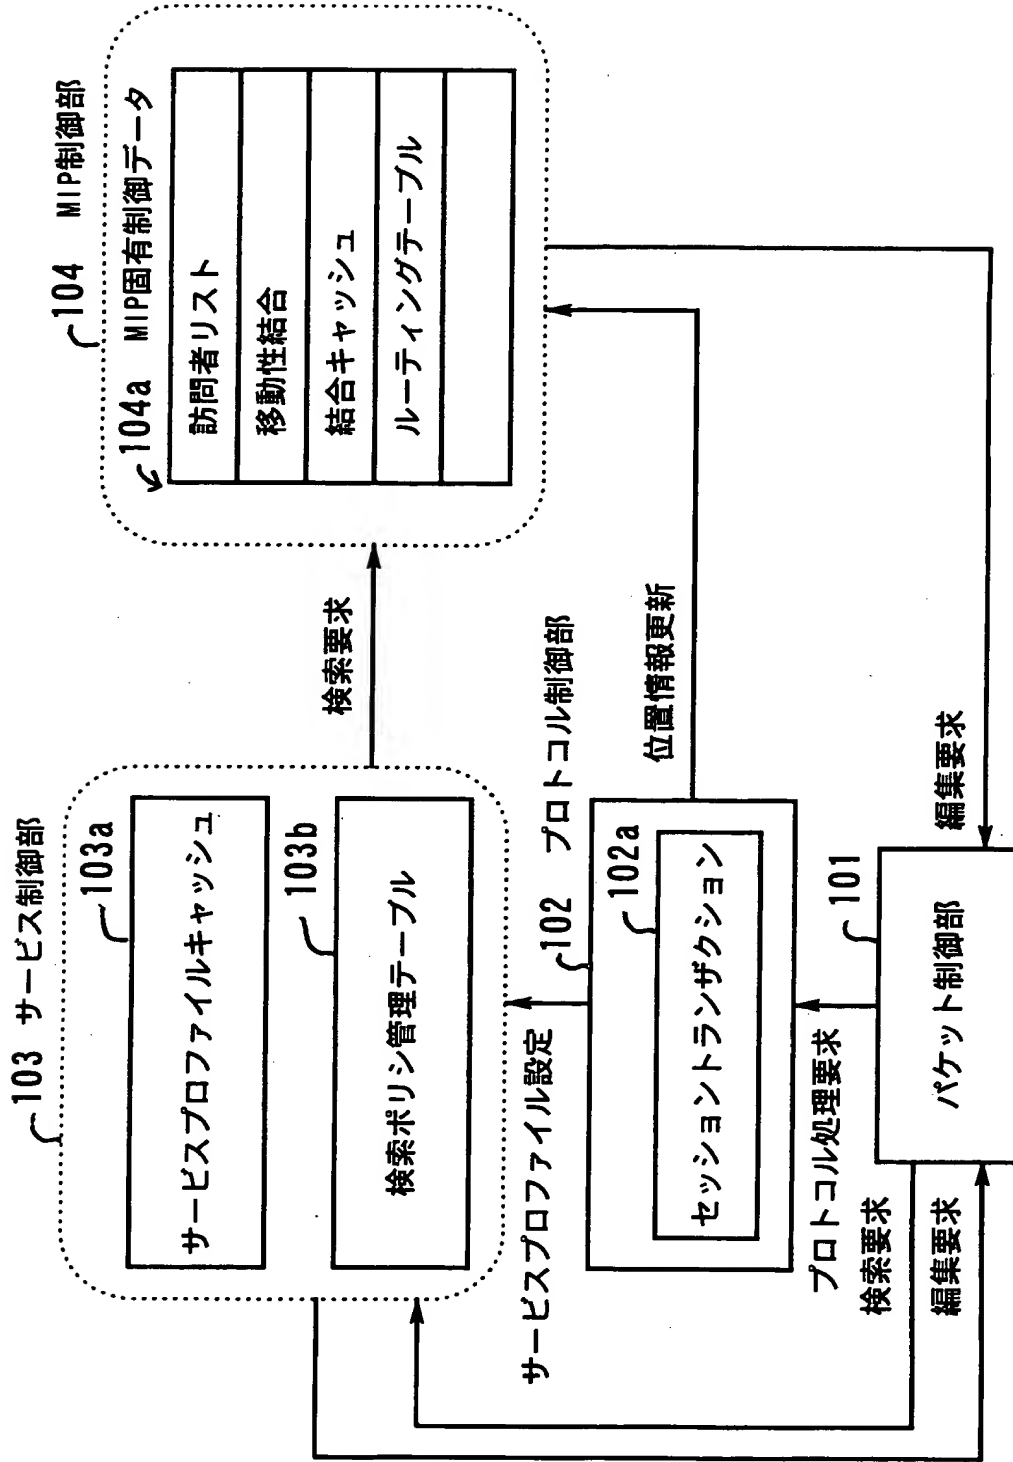 103 サービス制御部
103a
サービスプロファイルキャッシュ
103b
検索ポリシ管理テーブル
検索要求
104 MIP制御部
104a MIP固有制御データ
訪問者リスト
移動性結合
結合キャッシュ
ルーティングテーブル
サービスプロファイル設定
102 プロトコル制御部
102a
セッショントランザクション
位置情報更新
プロトコル処理要求
101
パケット制御部
検索要求
編集要求
編集要求